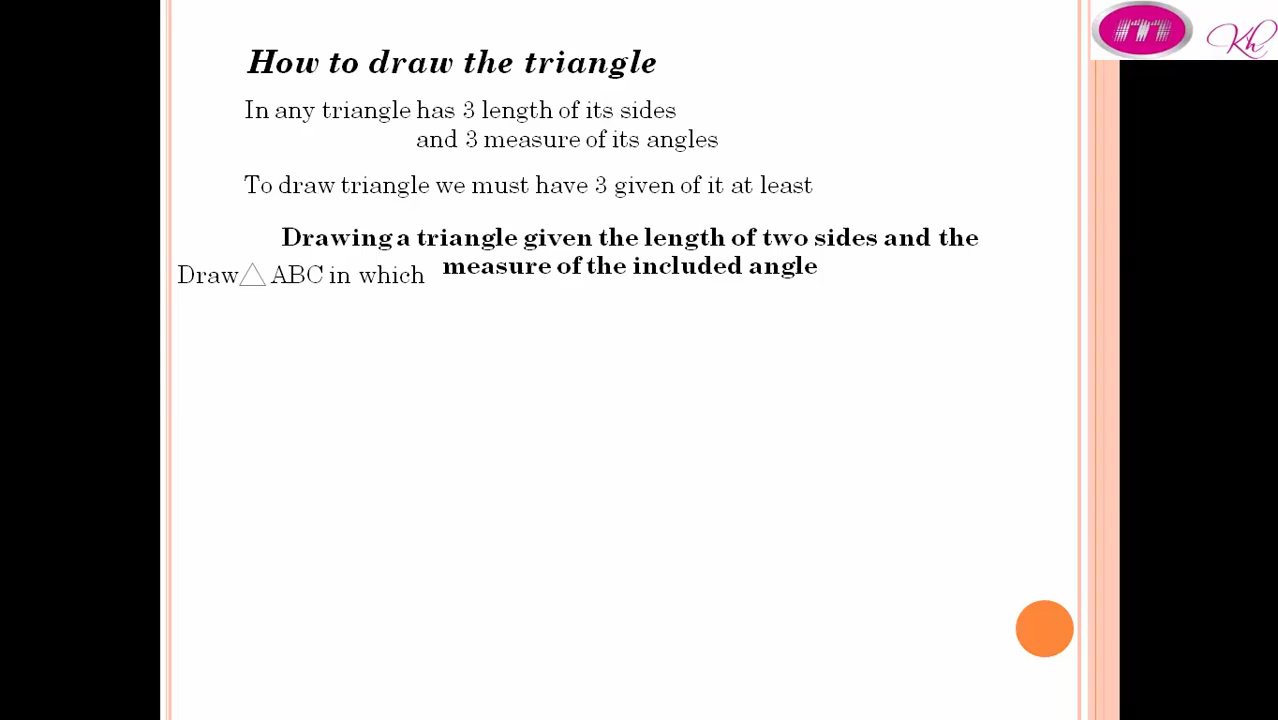 How to draw the triangle
In any triangle has 3 length of its sides
and 3 measure of its angles
To draw triangle we must have 3 given of it at least
Drawing a triangle given the length of two sides and the
measure of the included angle
Draw△ ABC in which
m
Kh